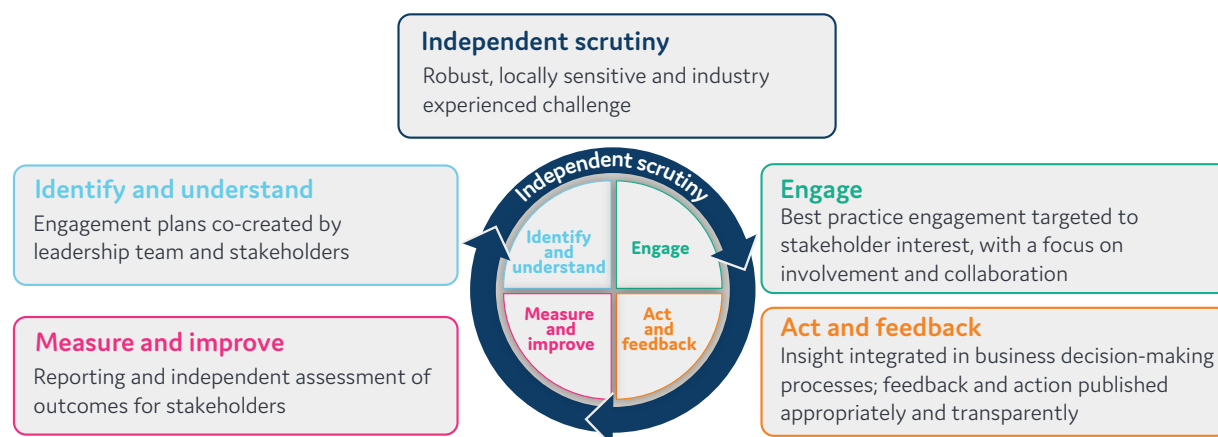 Independent scrutiny
Robust, locally sensitive and industry
experienced challenge
Identify and understand
Engagement plans co-created by
leadership team and stakeholders
Measure and improve
Reporting and independent assessment of
outcomes for stakeholders
Independent scrutiny
Identify
and
understand
Engage
Measure
and
improve
Act
and
feedback
Engage
Best practice engagement targeted to
stakeholder interest, with a focus on
involvement and collaboration
Act and feedback
Insight integrated in business decision-making
processes; feedback and action published
appropriately and transparently